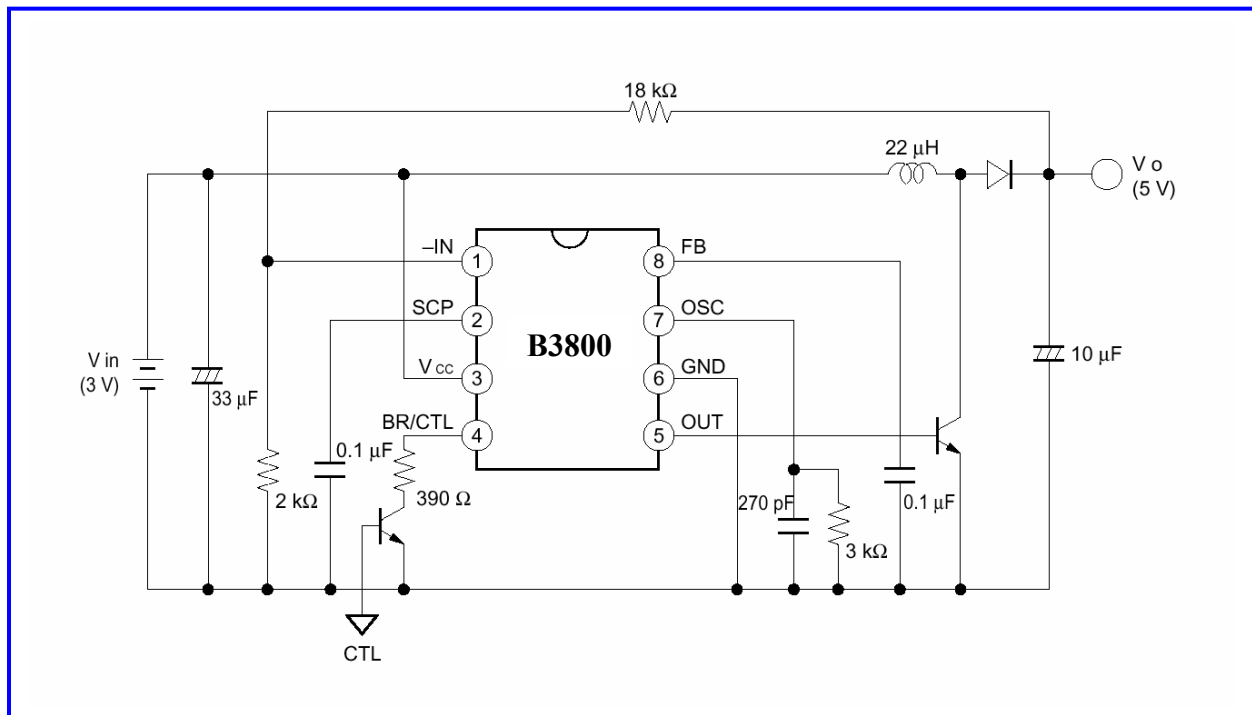 18 kΩ
22 µH
V o
(5 V)
–IN
1
8
FB
SCP
2
7
OSC
B3800
V in
(3 V)
33 µF
VCC
3
6
GND
10 µF
BR/CTL
4
5
OUT
0.1 µF
2 kΩ
390 Ω
270 pF
3 kΩ
0.1 µF
CTL